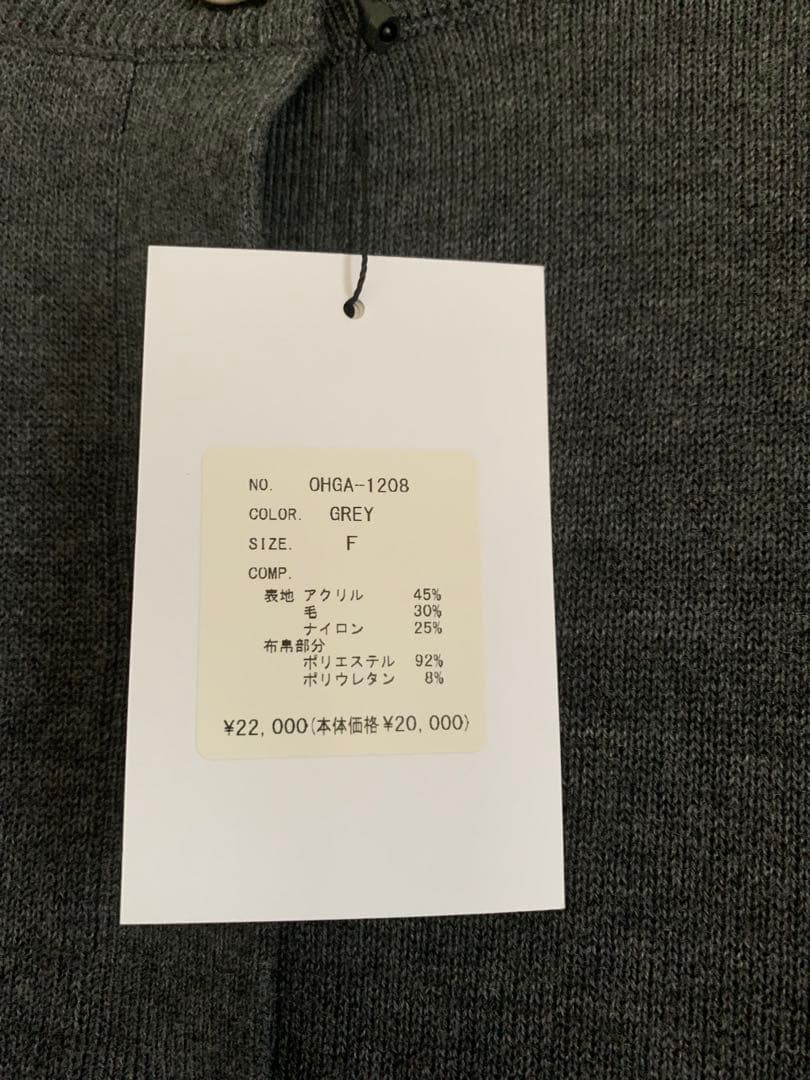 NO. OHGA-1208
COLOR. GREY
SIZE. F
COMP.
表地 アクリル 45%
毛 30%
ナイロン 25%
布帛部分
ポリエステル 92%
ポリウレタン 8%
¥22,000(本体価格¥20,000)